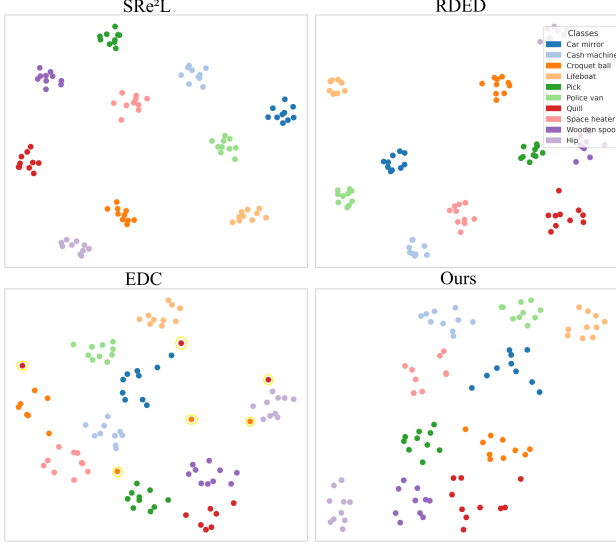 SRe²L
RDED
Classes
Car mirror
Cash machine
Croquet ball
Lifeboat
Pick
Police van
Quill
Space heater
Wooden spoo
Hip
EDC
Ours